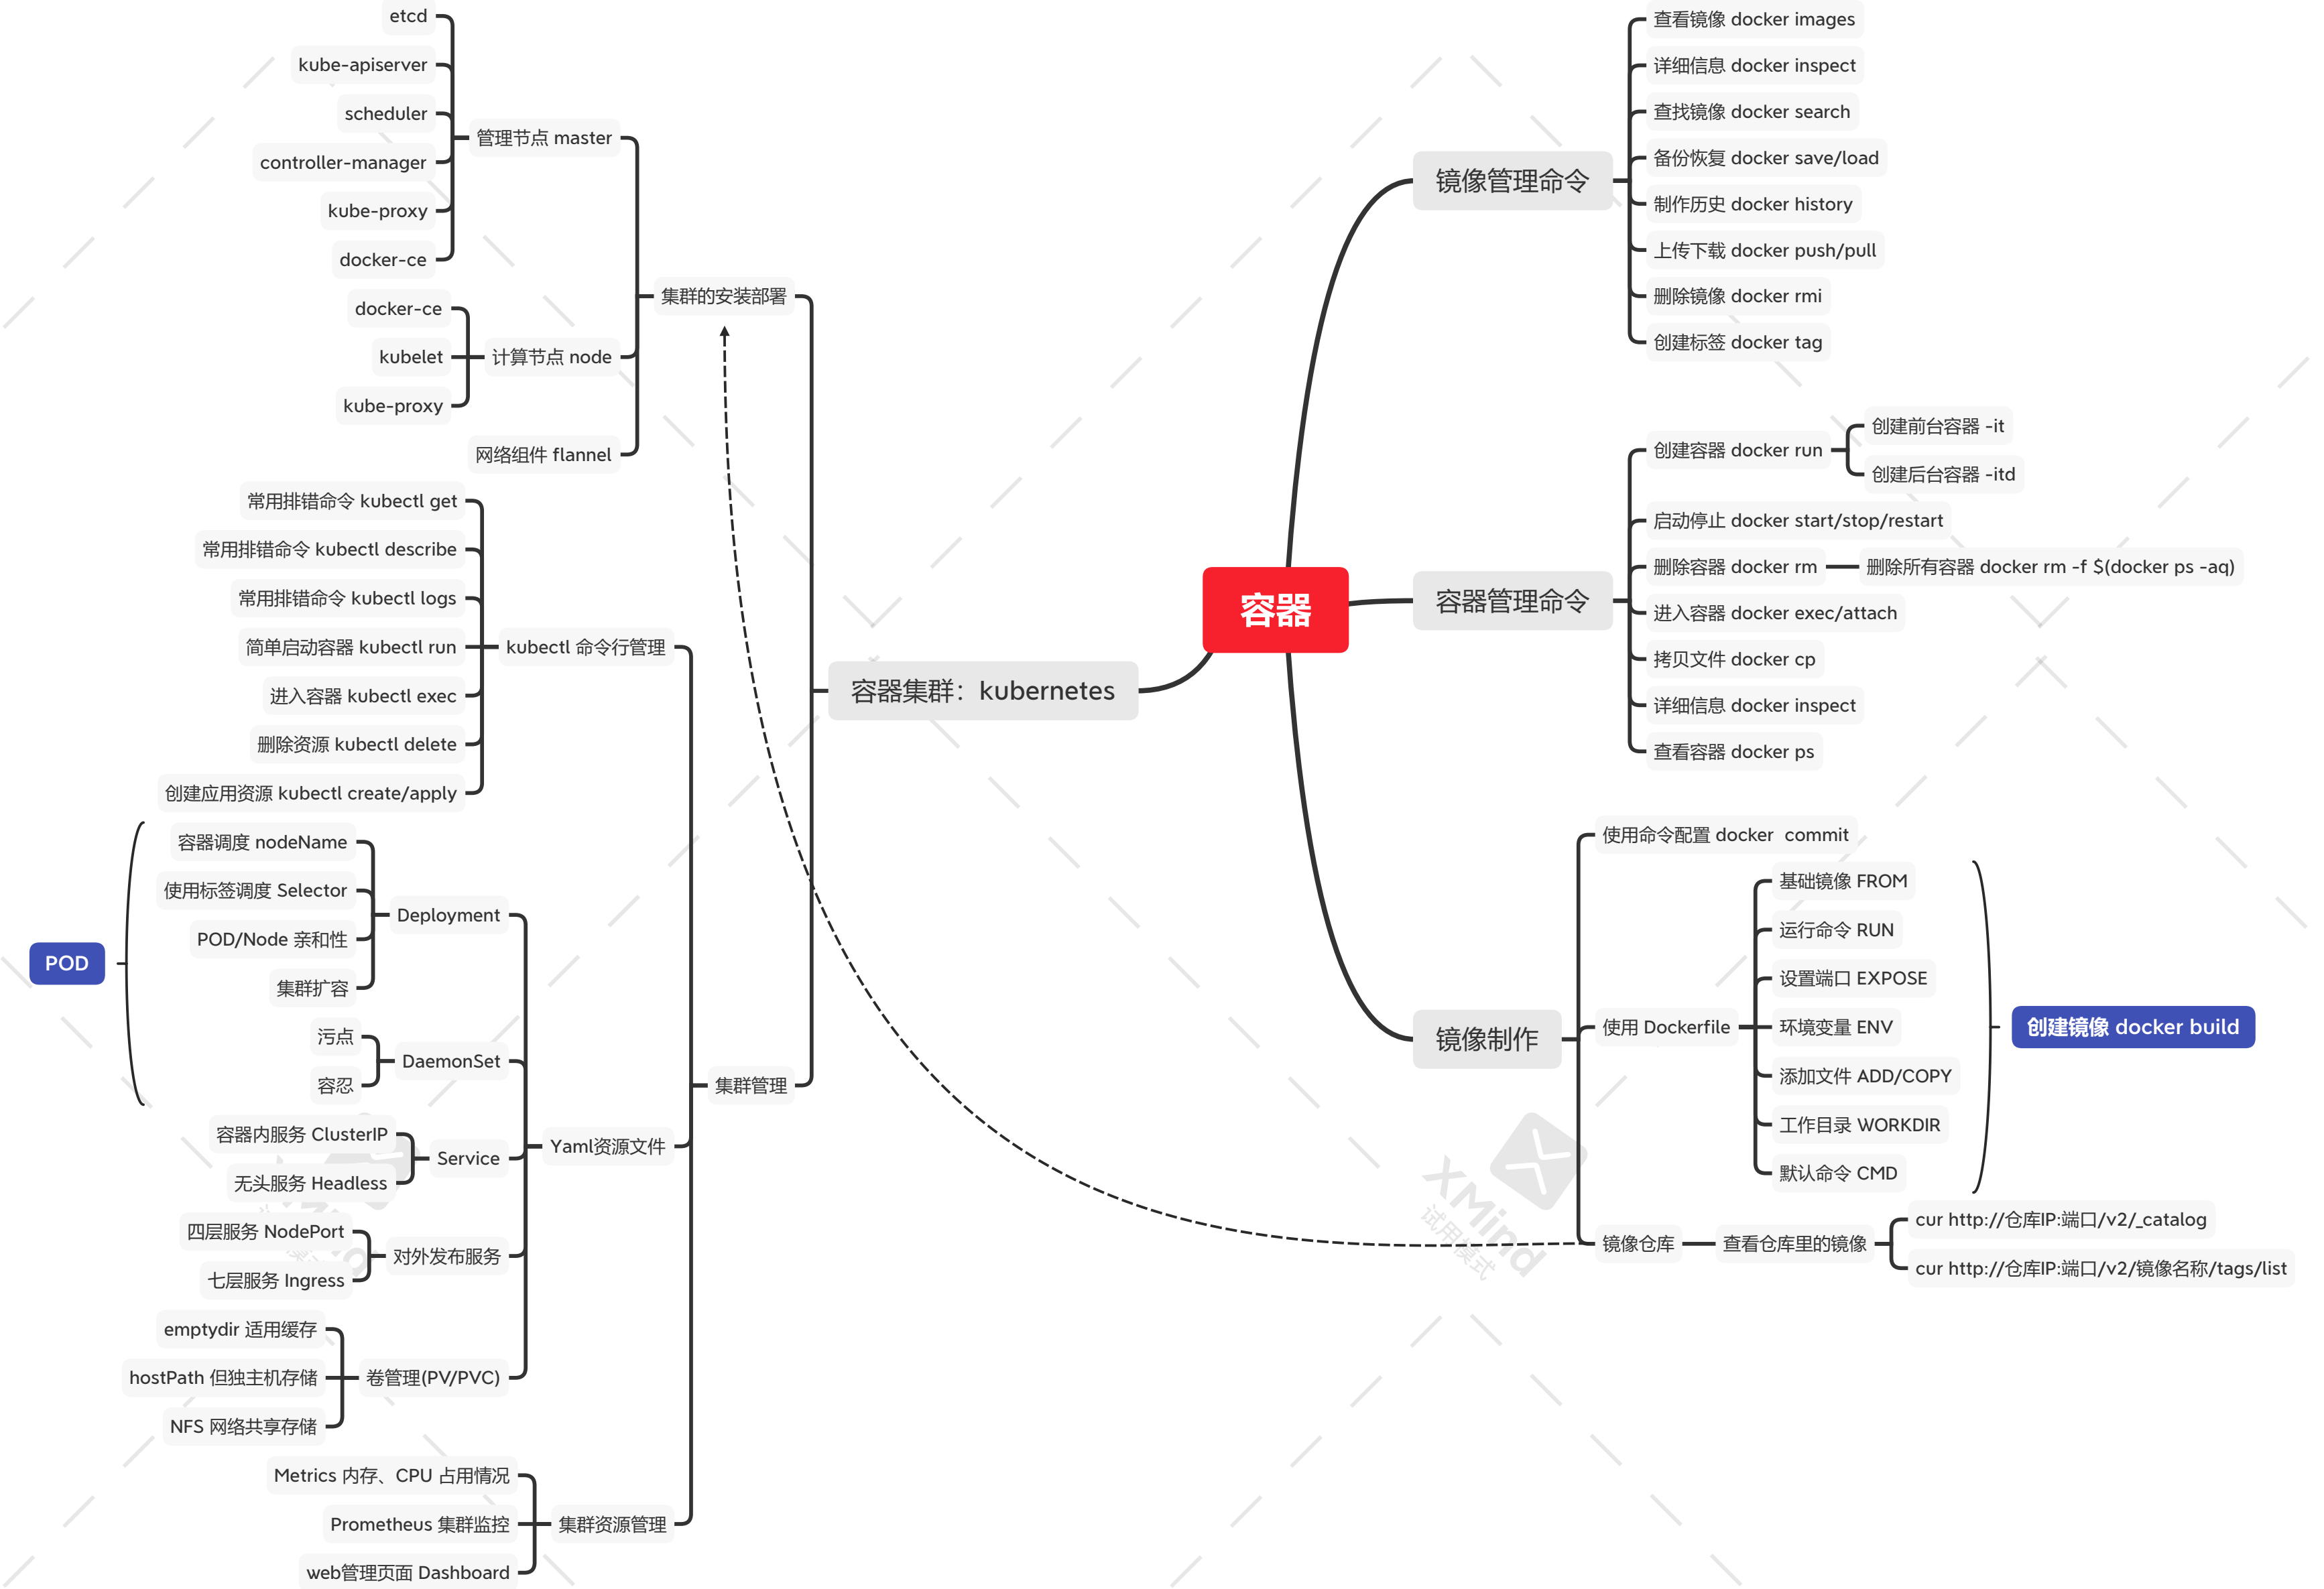 容器
镜像管理命令
查看镜像 docker images
详细信息 docker inspect
查找镜像 docker search
备份恢复 docker save/load
制作历史 docker history
上传下载 docker push/pull
删除镜像 docker rmi
创建标签 docker tag
容器管理命令
创建容器 docker run
创建前台容器 -it
创建后台容器 -itd
启动停止 docker start/stop/restart
删除容器 docker rm
删除所有容器 docker rm -f $(docker ps -aq)
进入容器 docker exec/attach
拷贝文件 docker cp
详细信息 docker inspect
查看容器 docker ps
镜像制作
使用命令配置 docker  commit
使用 Dockerfile
基础镜像 FROM
运行命令 RUN
设置端口 EXPOSE
环境变量 ENV
添加文件 ADD/COPY
工作目录 WORKDIR
默认命令 CMD
创建镜像 docker build
镜像仓库
查看仓库里的镜像
cur http://仓库IP:端口/v2/_catalog
cur http://仓库IP:端口/v2/镜像名称/tags/list
容器集群：kubernetes
集群的安装部署
管理节点 master
etcd
kube-apiserver
scheduler
controller-manager
kube-proxy
docker-ce
计算节点 node
docker-ce
kubelet
kube-proxy
网络组件 flannel
集群管理
kubectl 命令行管理
常用排错命令 kubectl get
常用排错命令 kubectl describe
常用排错命令 kubectl logs
简单启动容器 kubectl run
进入容器 kubectl exec
删除资源 kubectl delete
创建应用资源 kubectl create/apply
Yaml资源文件
Deployment
容器调度 nodeName
使用标签调度 Selector
POD/Node 亲和性
集群扩容
DaemonSet
污点
容忍
POD
Service
容器内服务 ClusterIP
无头服务 Headless
对外发布服务
四层服务 NodePort
七层服务 Ingress
卷管理(PV/PVC)
emptydir 适用缓存
hostPath 但独主机存储
NFS 网络共享存储
集群资源管理
Metrics 内存、CPU 占用情况
Prometheus 集群监控
web管理页面 Dashboard
XMind
试用模式